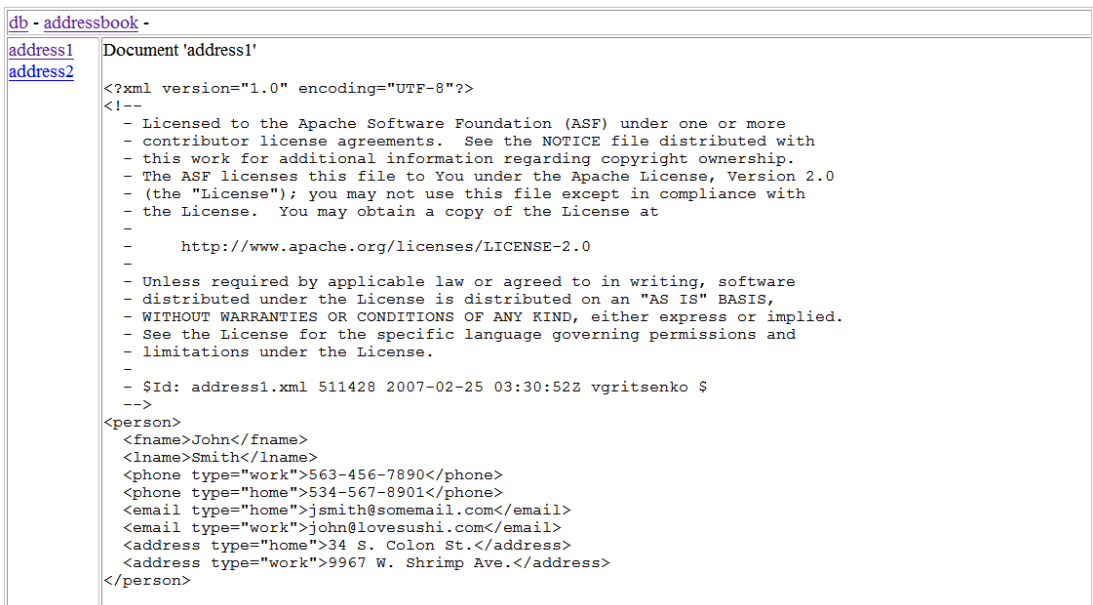 db - addressbook -
address1
address2
Document 'address1'
<?xml version="1.0" encoding="UTF-8"?>
<!--
  - Licensed to the Apache Software Foundation (ASF) under one or more
  - contributor license agreements.  See the NOTICE file distributed with
  - this work for additional information regarding copyright ownership.
  - The ASF licenses this file to You under the Apache License, Version 2.0
  - (the "License"); you may not use this file except in compliance with
  - the License.  You may obtain a copy of the License at
  -
  -     http://www.apache.org/licenses/LICENSE-2.0
  -
  - Unless required by applicable law or agreed to in writing, software
  - distributed under the License is distributed on an "AS IS" BASIS,
  - WITHOUT WARRANTIES OR CONDITIONS OF ANY KIND, either express or implied.
  - See the License for the specific language governing permissions and
  - limitations under the License.
  -
  - $Id: address1.xml 511428 2007-02-25 03:30:52Z vgritsenko $
  -->
<person>
  <fname>John</fname>
  <lname>Smith</lname>
  <phone type="work">563-456-7890</phone>
  <phone type="home">534-567-8901</phone>
  <email type="home">jsmith@somemail.com</email>
  <email type="work">john@lovesushi.com</email>
  <address type="home">34 S. Colon St.</address>
  <address type="work">9967 W. Shrimp Ave.</address>
</person>